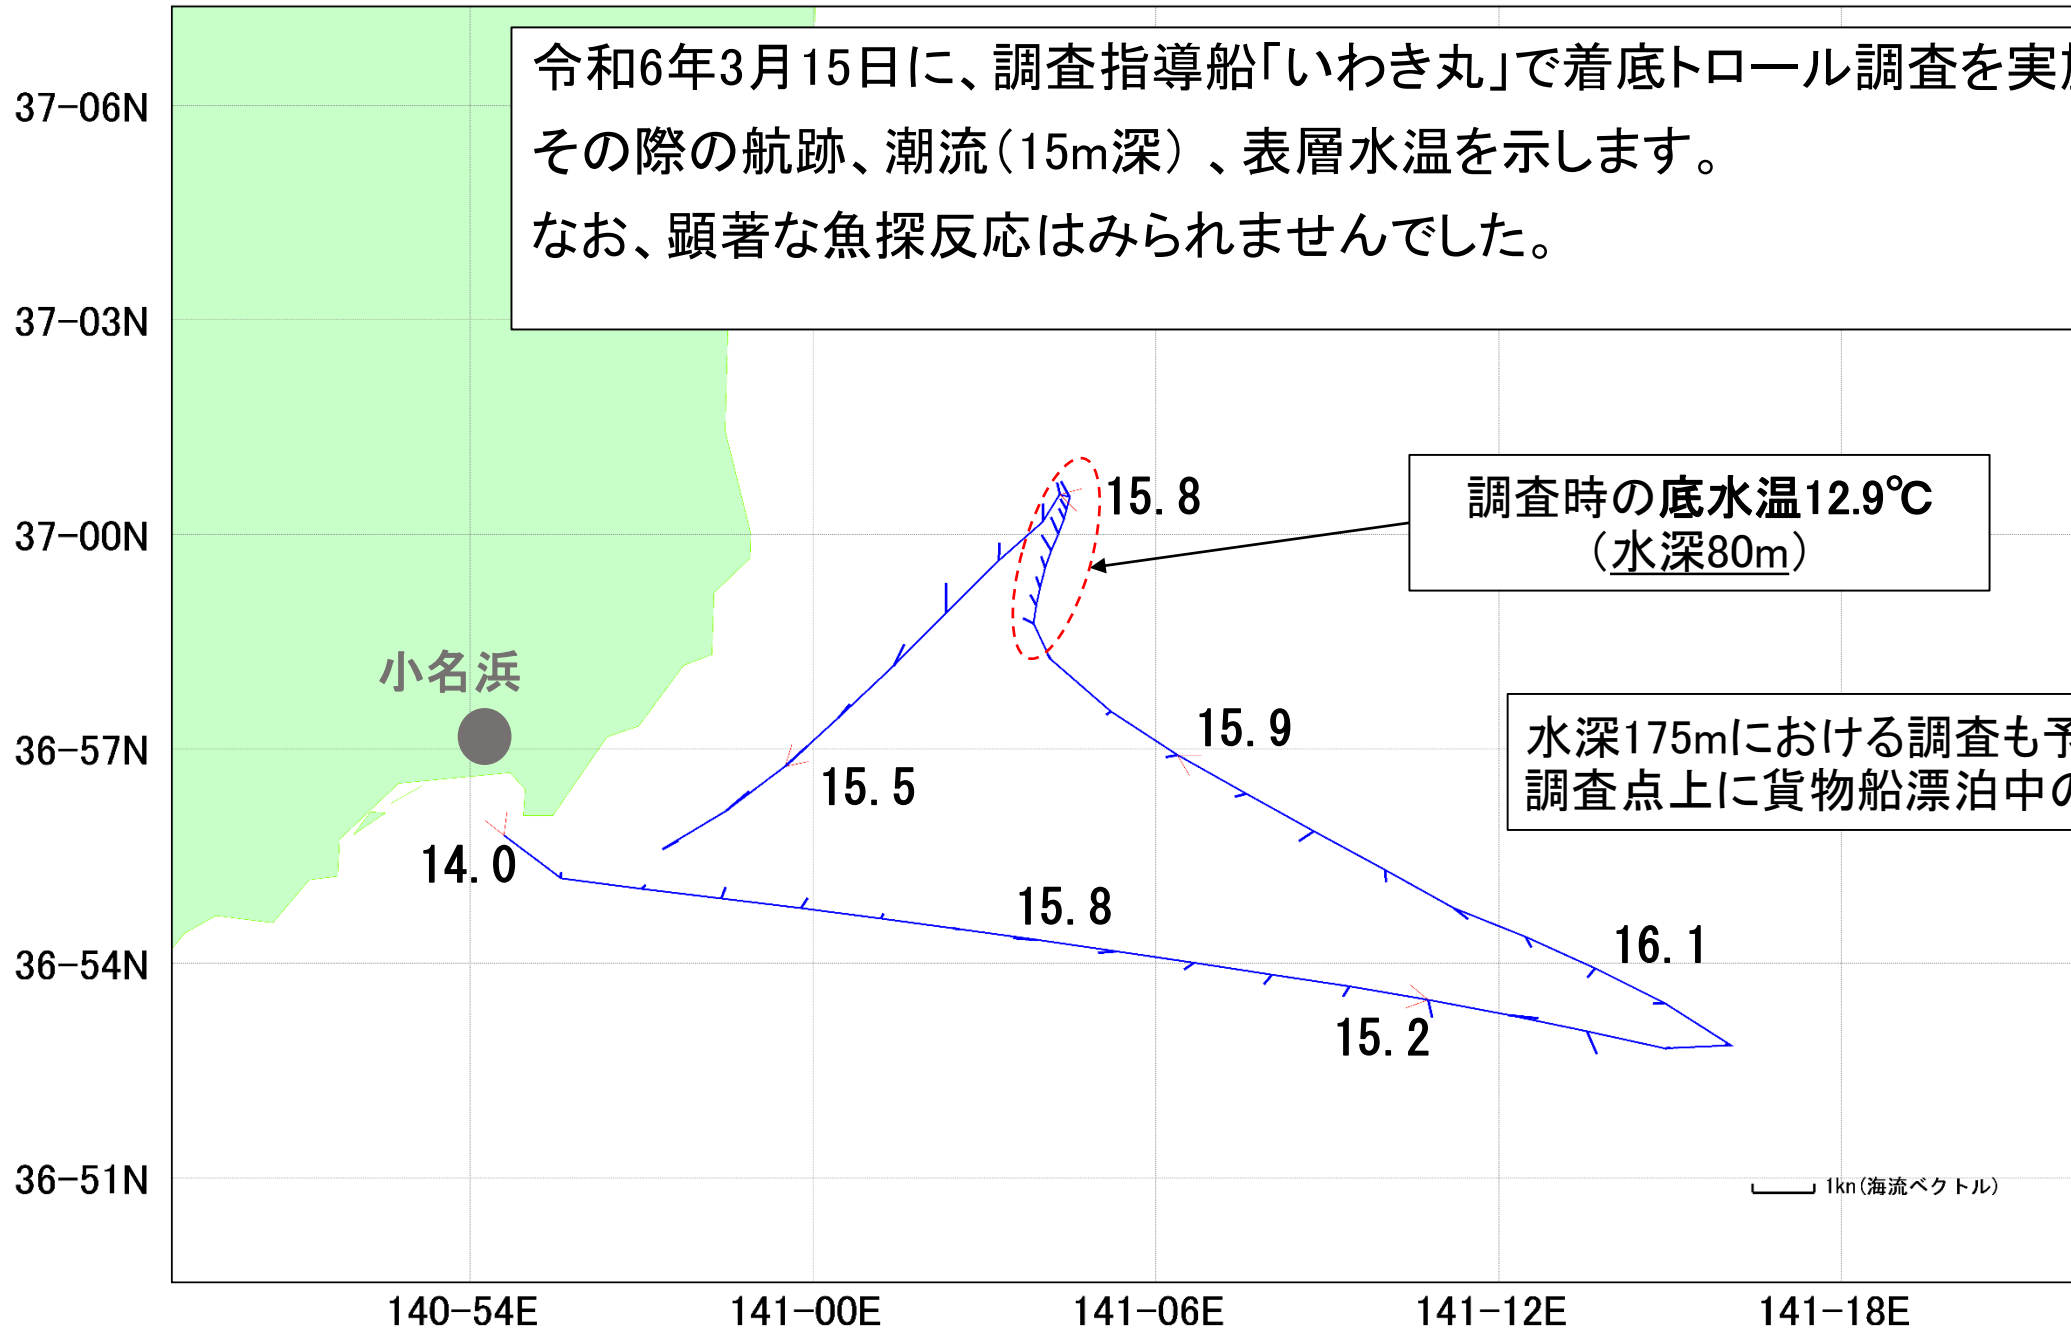 令和6年3月15日に、調査指導船「いわき丸」で着底トロール調査を実
その際の航跡、潮流（15m深）、表層水温を示します。
なお、顕著な魚探反応はみられませんでした。
37-06N
37-03N
37-00N
36-57N
36-54N
36-51N
15.8
調査時の底水温12.9℃
（水深80m）
小名浜
15.9
15.5
水深175mにおける調査も予
調査点上に貨物船漂泊中の
14.0
15.8
16.1
15.2
1kn(海流ベクトル)
140-54E
141-00E
141-06E
141-12E
141-18E